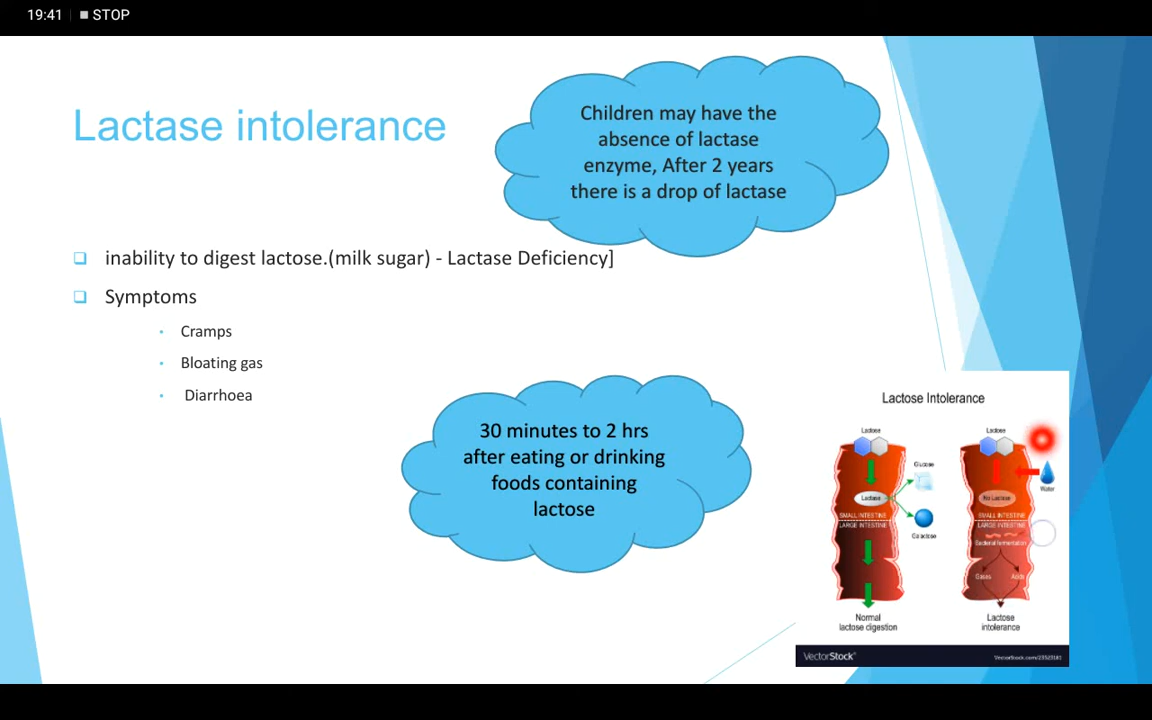 19:41 STOP
Lactase intolerance
Children may have the
absence of lactase
enzyme, After 2 years
there is a drop of lactase
inability to digest lactose.(milk sugar) - Lactase Deficiency]
Symptoms
Cramps
Bloating gas
Diarrhoea
30 minutes to 2 hrs
after eating or drinking
foods containing
lactose
Lactose Intolerance
Lactose
Glucose
Lactase
Galactose
SMALL INTESTINE
LARGE INTESTINE
Normal
lactose digestion
Lactose
Water
No Lactase
SMALL INTESTINE
LARGE INTESTINE
Bacterial fermentation
Gases Acids
Lactose
intolerance
VectorStock